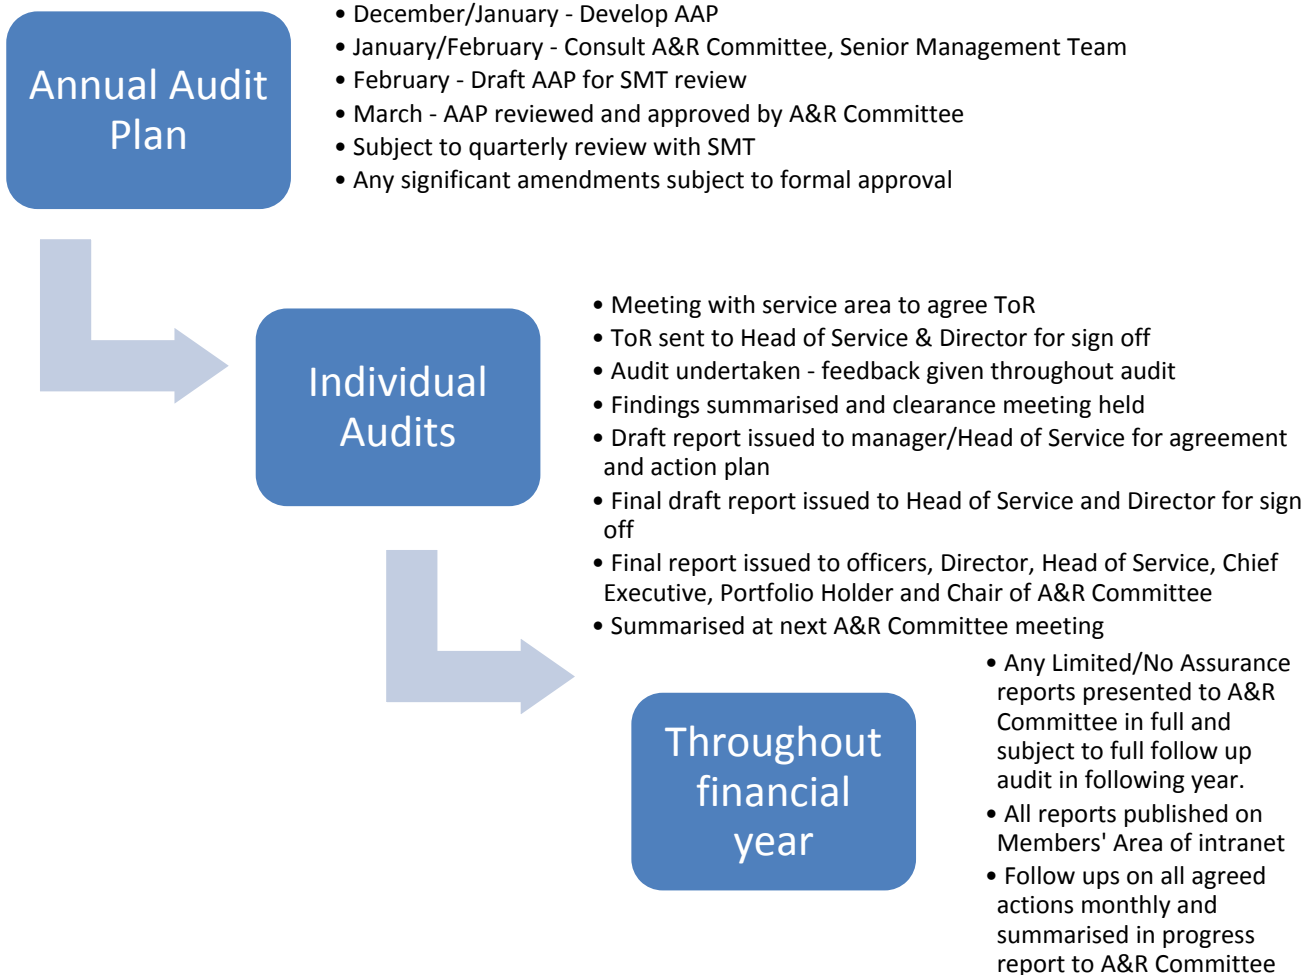 Annual Audit
Plan
• December/January - Develop AAP
• January/February - Consult A&R Committee, Senior Management Team
• February - Draft AAP for SMT review
• March - AAP reviewed and approved by A&R Committee
• Subject to quarterly review with SMT
• Any significant amendments subject to formal approval
Individual
Audits
• Meeting with service area to agree ToR
• ToR sent to Head of Service & Director for sign off
• Audit undertaken - feedback given throughout audit
• Findings summarised and clearance meeting held
• Draft report issued to manager/Head of Service for agreement
and action plan
• Final draft report issued to Head of Service and Director for sign
off
• Final report issued to officers, Director, Head of Service, Chief
Executive, Portfolio Holder and Chair of A&R Committee
• Summarised at next A&R Committee meeting
Throughout
financial
year
• Any Limited/No Assurance
reports presented to A&R
Committee in full and
subject to full follow up
audit in following year.
• All reports published on
Members' Area of intranet
• Follow ups on all agreed
actions monthly and
summarised in progress
report to A&R Committee